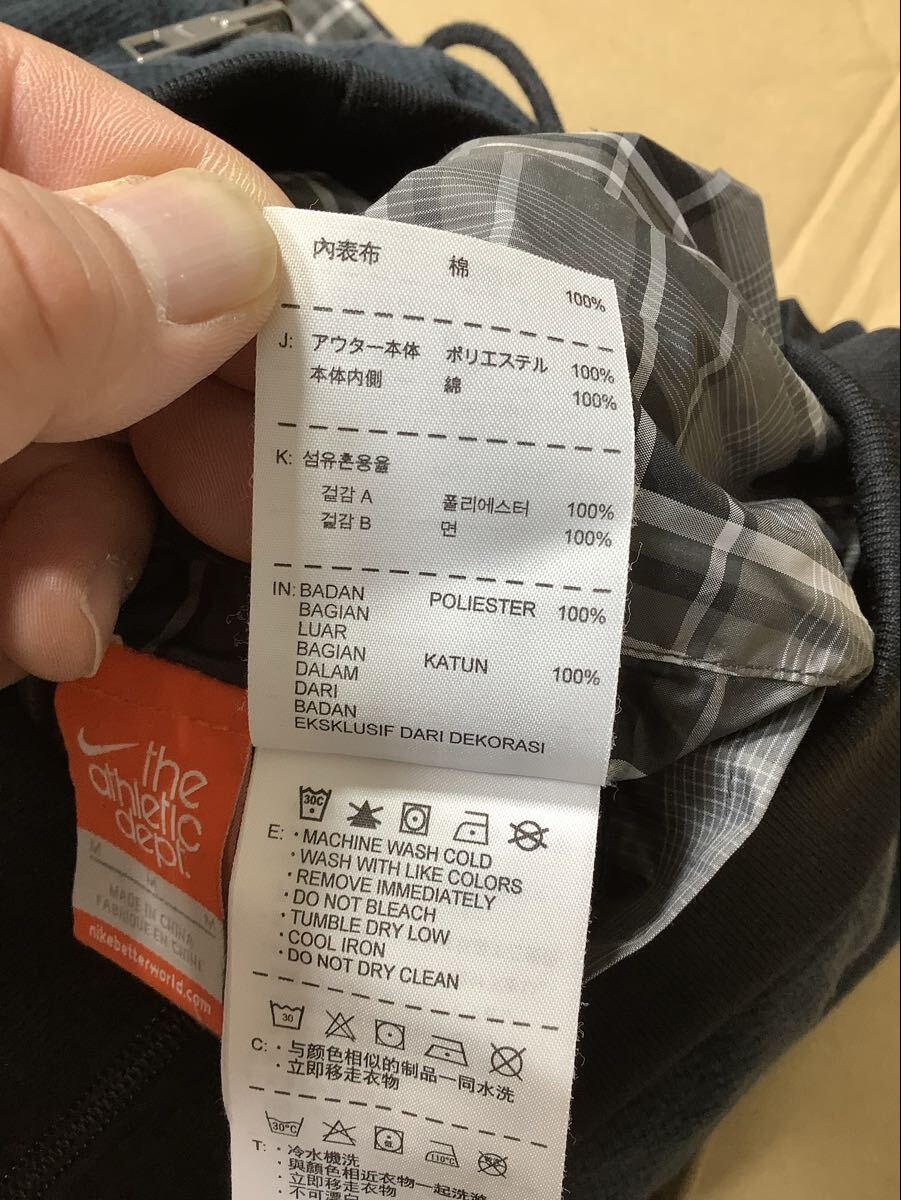 內表布 棉 100%
J: アウター本体 ポリエステル 100%
本体内側 綿 100%
K: 섬유혼용율
겉감 A 폴리에스터 100%
겉감 B 면 100%
IN: BADAN POLIESTER 100%
BAGIAN
LUAR
BAGIAN KATUN 100%
DALAM
DARI
BADAN
EKSKLUSIF DARI DEKORASI
the
athletic
dept.
M M M
MADE IN CHINA
FABRIQUE EN CHINE
nikebetterworld.com
30C
E: •MACHINE WASH COLD
•WASH WITH LIKE COLORS
•REMOVE IMMEDIATELY
•DO NOT BLEACH
•TUMBLE DRY LOW
•COOL IRON
•DO NOT DRY CLEAN
30
C: •与颜色相似的制品一同水洗
•立即移走衣物
30°C 低 110°C
T: •冷水機洗
•與顏色相近衣物一起洗滌
•立即移走衣物
•不可漂白